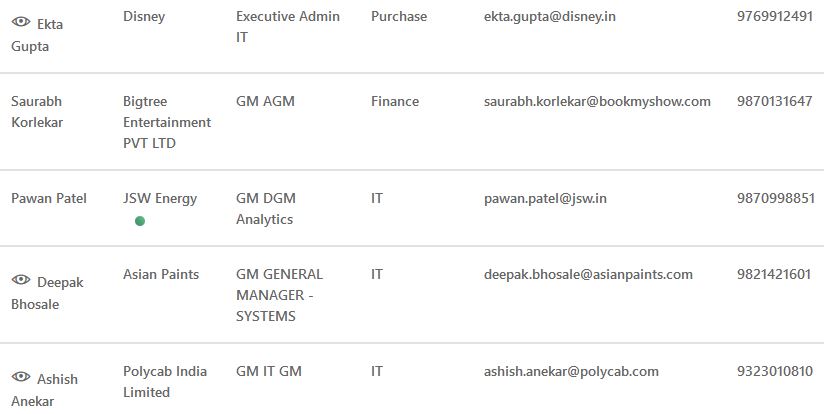 Ekta Gupta Disney Executive Admin IT Purchase ekta.gupta@disney.in 9769912491
Saurabh Korlekar Bigtree Entertainment PVT LTD GM AGM Finance saurabh.korlekar@bookmyshow.com 9870131647
Pawan Patel JSW Energy GM DGM Analytics IT pawan.patel@jsw.in 9870998851
Deepak Bhosale Asian Paints GM GENERAL MANAGER - SYSTEMS IT deepak.bhosale@asianpaints.com 9821421601
Ashish Anekar Polycab India Limited GM IT GM IT ashish.anekar@polycab.com 9323010810